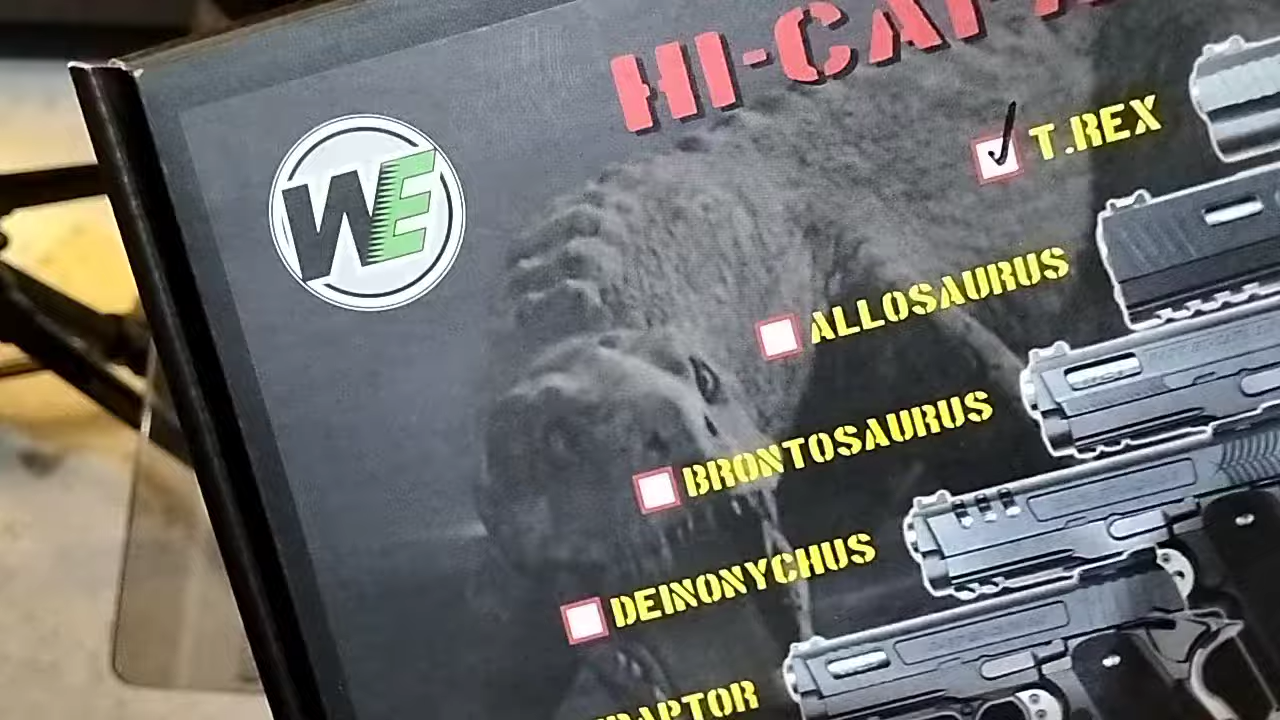 WE
HI-CAPA
T.REX
ALLOSAURUS
BRONTOSAURUS
DEINONYCHUS
RAPTOR